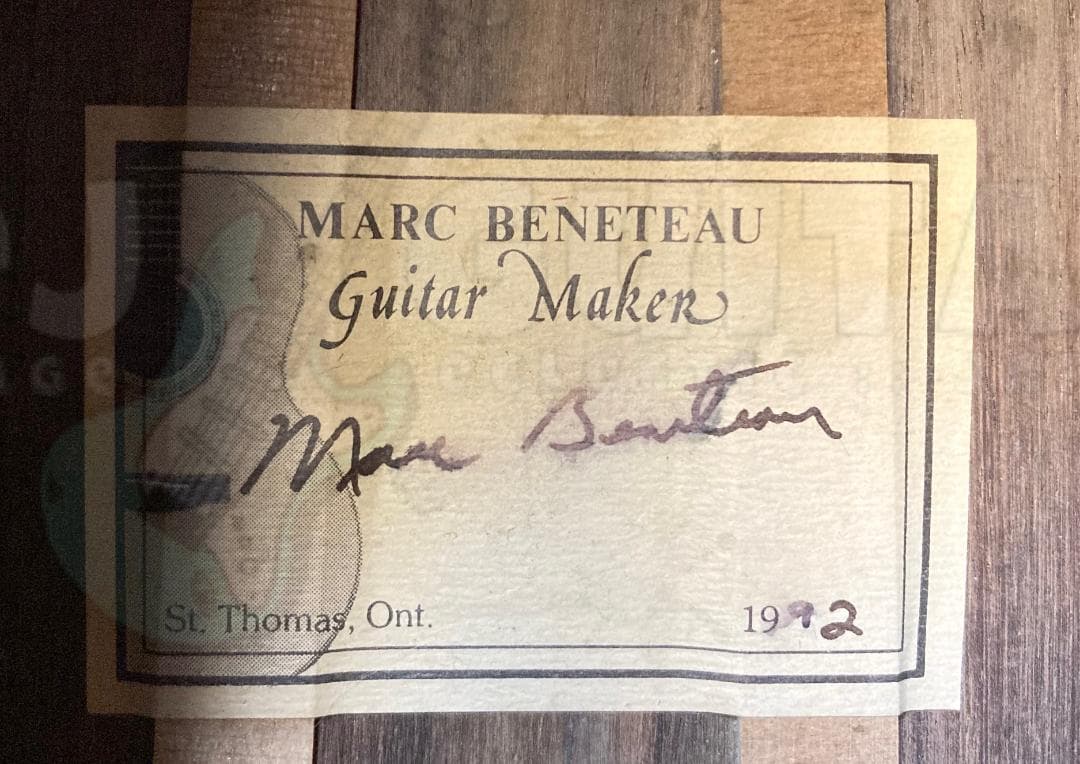 MARC BENETEAU
Guitar Maker
Marc Beneteau
St. Thomas, Ont.
1992